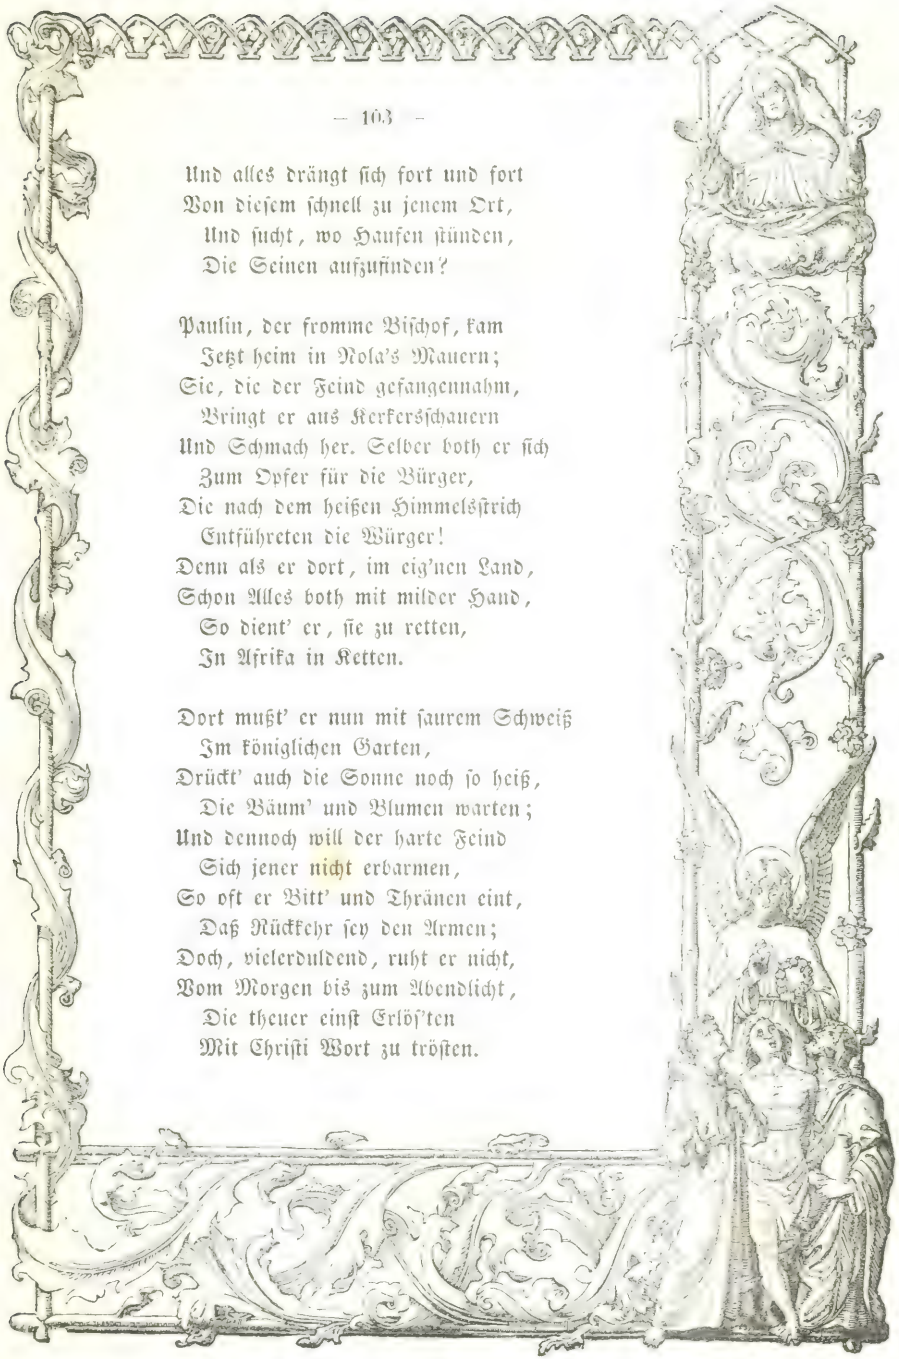 – 103 –
Und alles drängt sich fort und fort
Von diesem schnell zu jenem Ort,
Und sucht, wo Haufen stünden,
Die Seinen aufzufinden?
Paulin, der fromme Bischof, kam
Jetzt heim in Nola's Mauern;
Sie, die der Feind gefangennahm,
Bringt er aus Kerkersschauern
Und Schmach her. Selber both er sich
Zum Opfer für die Bürger,
Die nach dem heißen Himmelsstrich
Entführeten die Würger!
Denn als er dort, im eig'nen Land,
Schon Alles both mit milder Hand,
So dient' er, sie zu retten,
In Afrika in Ketten.
Dort mußt' er nun mit saurem Schweiß
Im königlichen Garten,
Drückt' auch die Sonne noch so heiß,
Die Bäum' und Blumen warten;
Und dennoch will der harte Feind
Sich jener nicht erbarmen,
So oft er Bitt' und Thränen eint,
Daß Rückkehr sey den Armen;
Doch, vielerduldend, ruht er nicht,
Vom Morgen bis zum Abendlicht,
Die theuer einst Erlös'ten
Mit Christi Wort zu trösten.